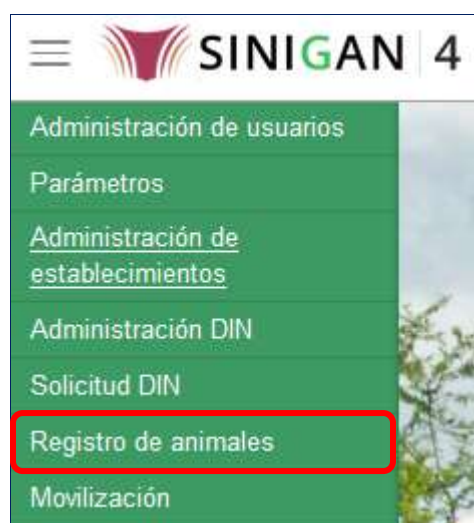 SINIGAN 4
Administración de usuarios
Parámetros
Administración de
establecimientos
Administración DIN
Solicitud DIN
Registro de animales
Movilización